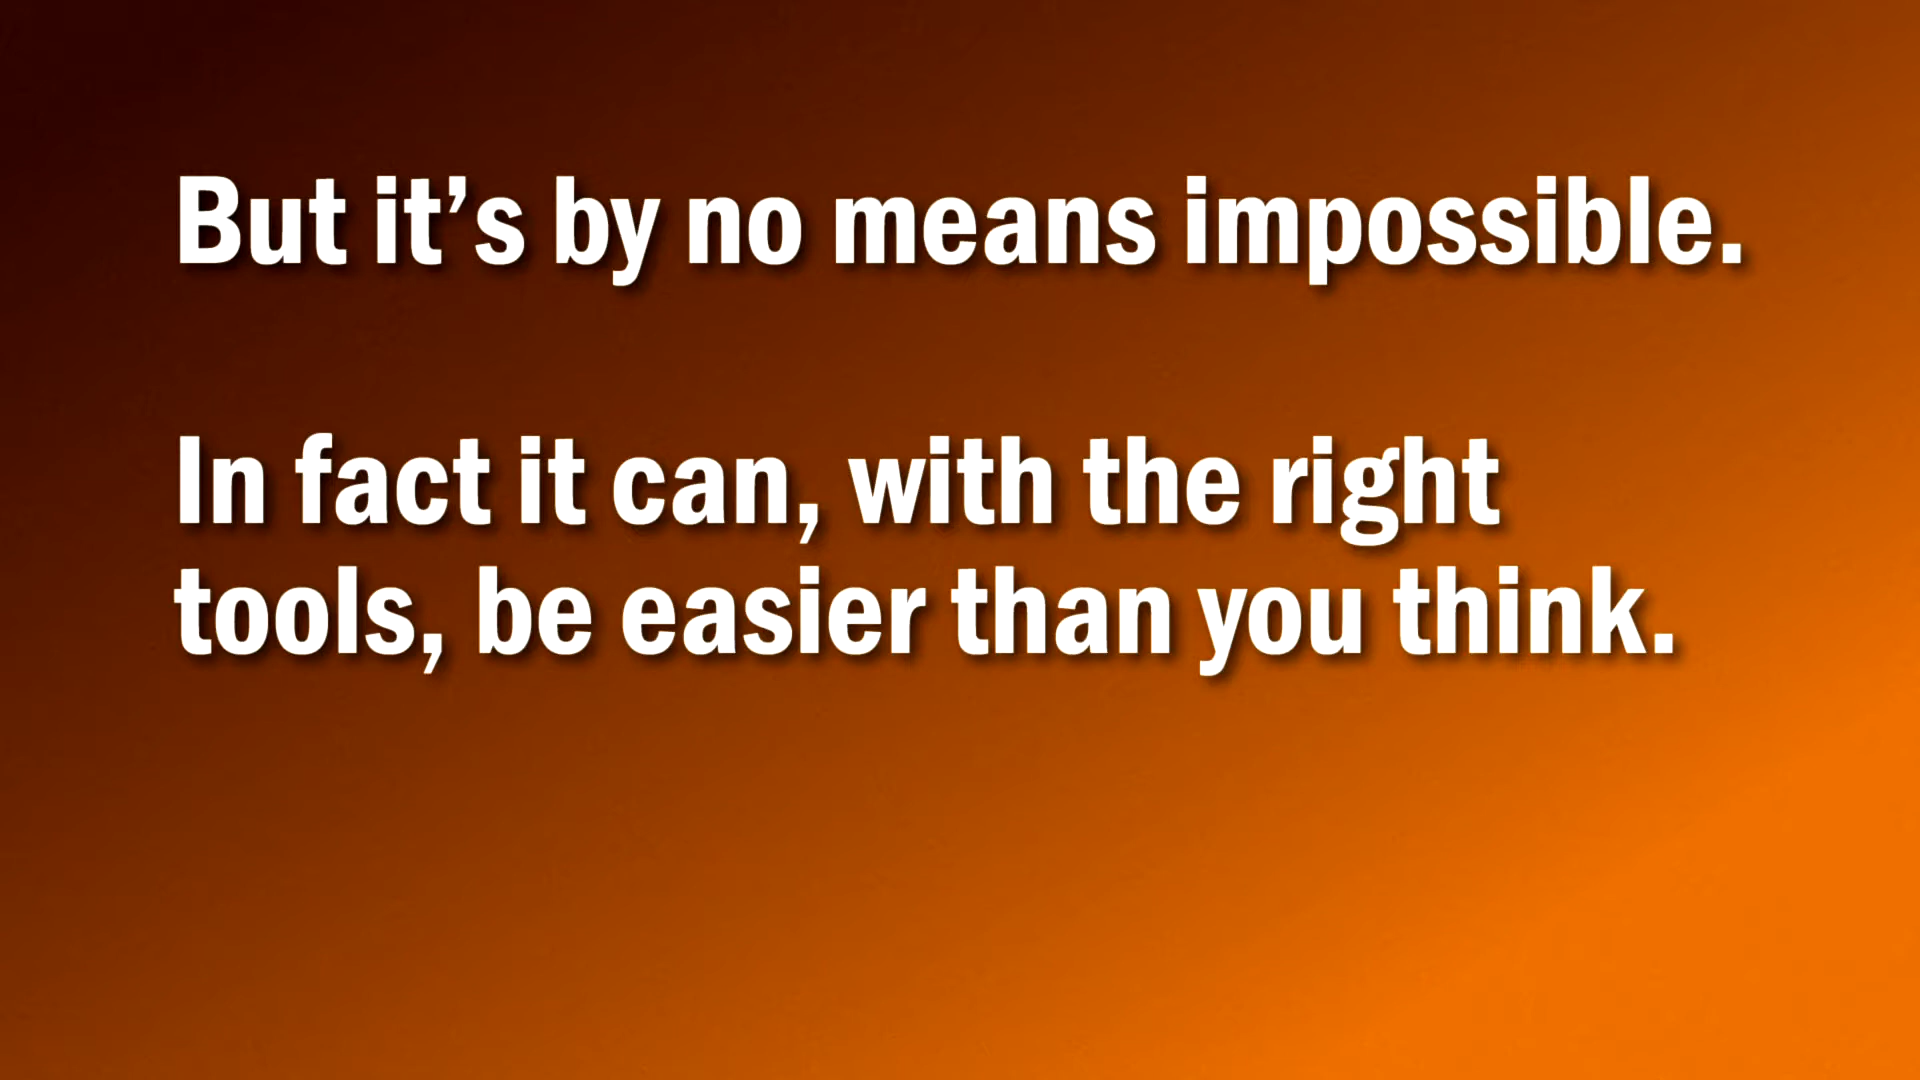 But it’s by no means impossible.
In fact it can, with the right
tools, be easier than you think.